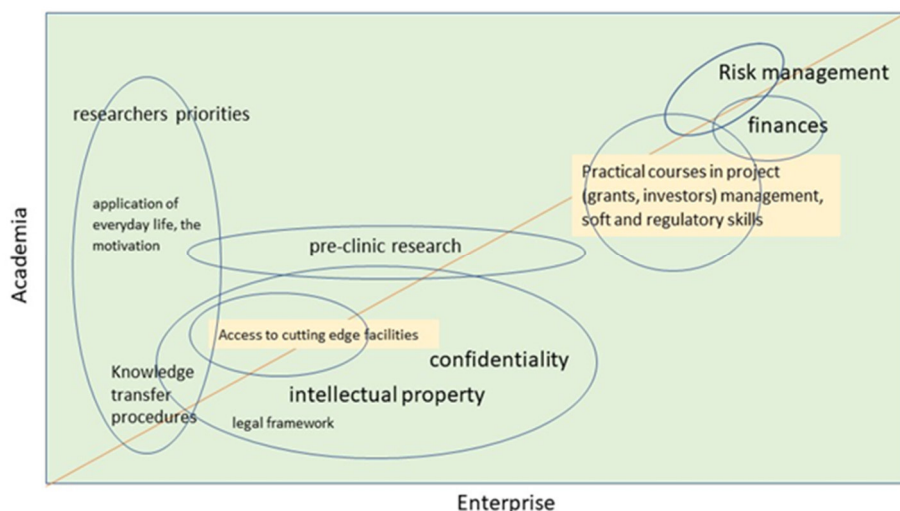 Risk management
finances
researchers priorities
Practical courses in project
(grants, investors) management,
soft and regulatory skills
application of
everyday life, the
motivation
pre-clinic research
Academia
Access to cutting edge facilities
confidentiality
Knowledge
transfer
procedures
intellectual property
legal framework
Enterprise